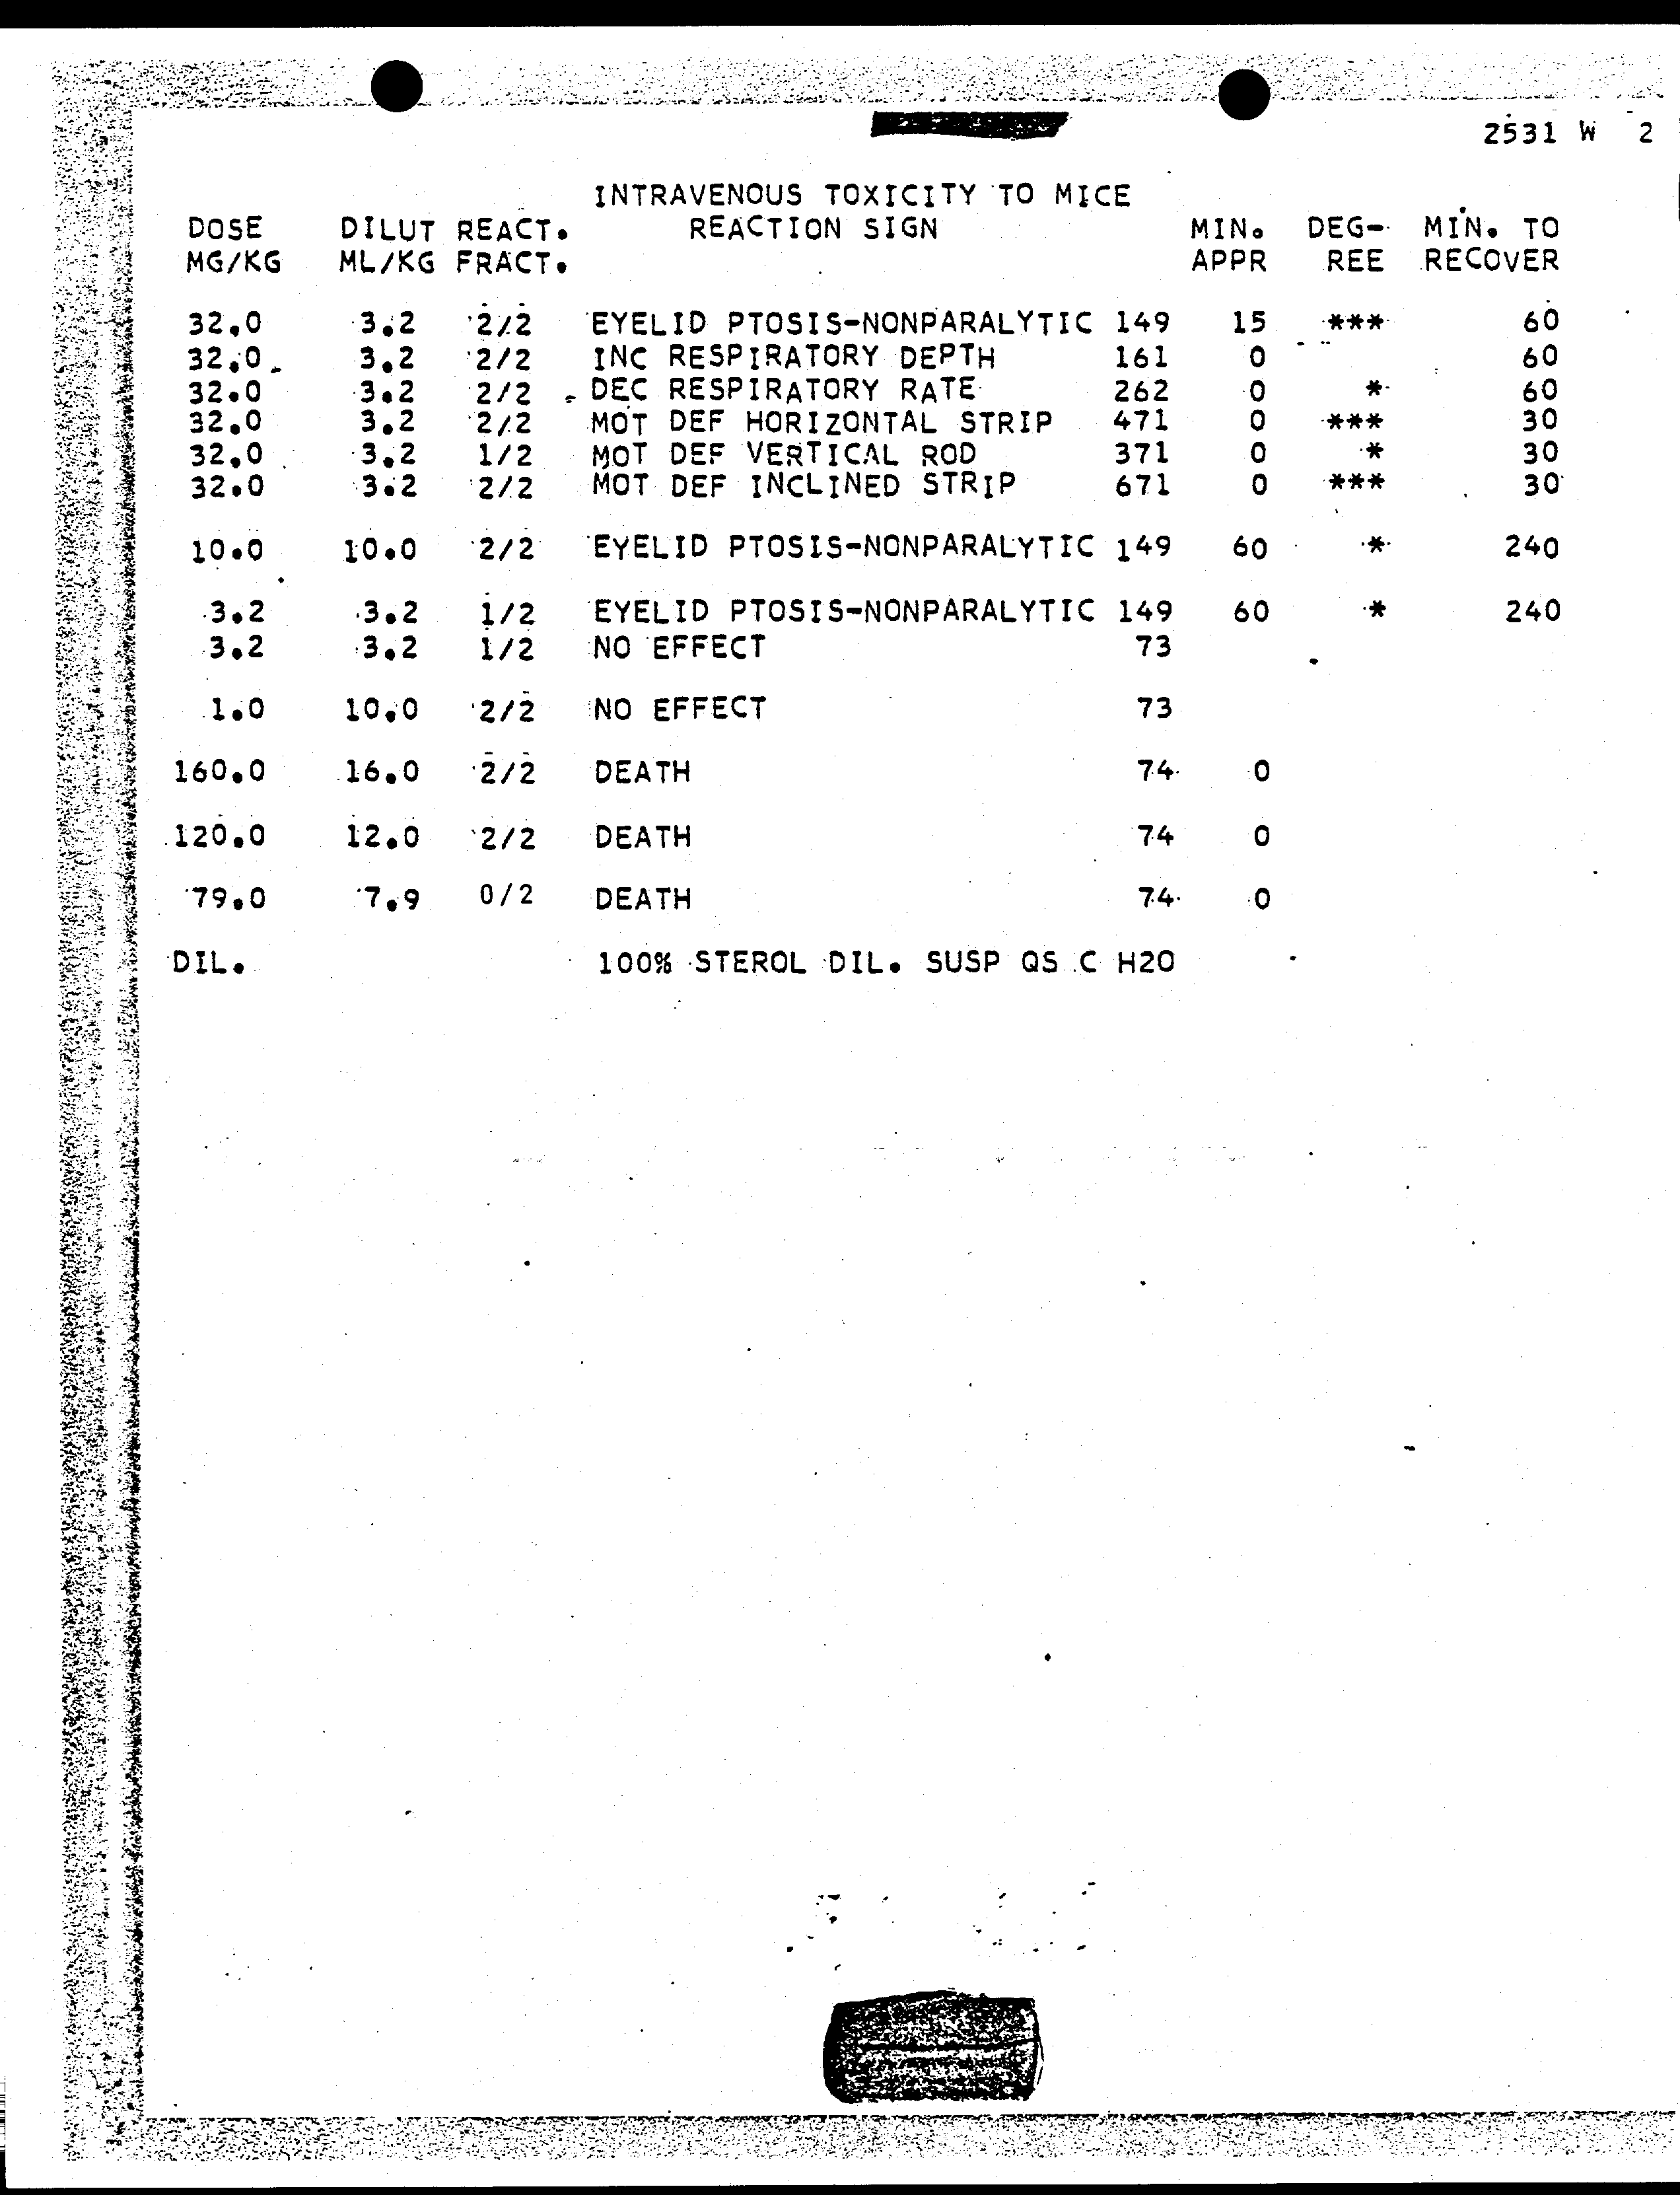 2531 W 2
INTRAVENOUS TOXICITY TO MICE
DOSE DILUT REACT. REACTION SIGN MIN. DEG- MIN. TO
MG/KG ML/KG FRACT. APPR REE RECOVER
32.0 3.2 2/2 EYELID PTOSIS-NONPARALYTIC 149 15 *** 60
32.0 3.2 2/2 INC RESPIRATORY DEPTH 161 0 60
32.0 3.2 2/2 DEC RESPIRATORY RATE 262 0 * 60
32.0 3.2 2/2 MOT DEF HORIZONTAL STRIP 471 0 *** 30
32.0 3.2 1/2 MOT DEF VERTICAL ROD 371 0 * 30
32.0 3.2 2/2 MOT DEF INCLINED STRIP 671 0 *** 30
10.0 10.0 2/2 EYELID PTOSIS-NONPARALYTIC 149 60 * 240
3.2 3.2 1/2 EYELID PTOSIS-NONPARALYTIC 149 60 * 240
3.2 3.2 1/2 NO EFFECT 73
1.0 10.0 2/2 NO EFFECT 73
160.0 16.0 2/2 DEATH 74 0
120.0 12.0 2/2 DEATH 74 0
79.0 7.9 0/2 DEATH 74 0
DIL. 100% STEROL DIL. SUSP QS C H2O